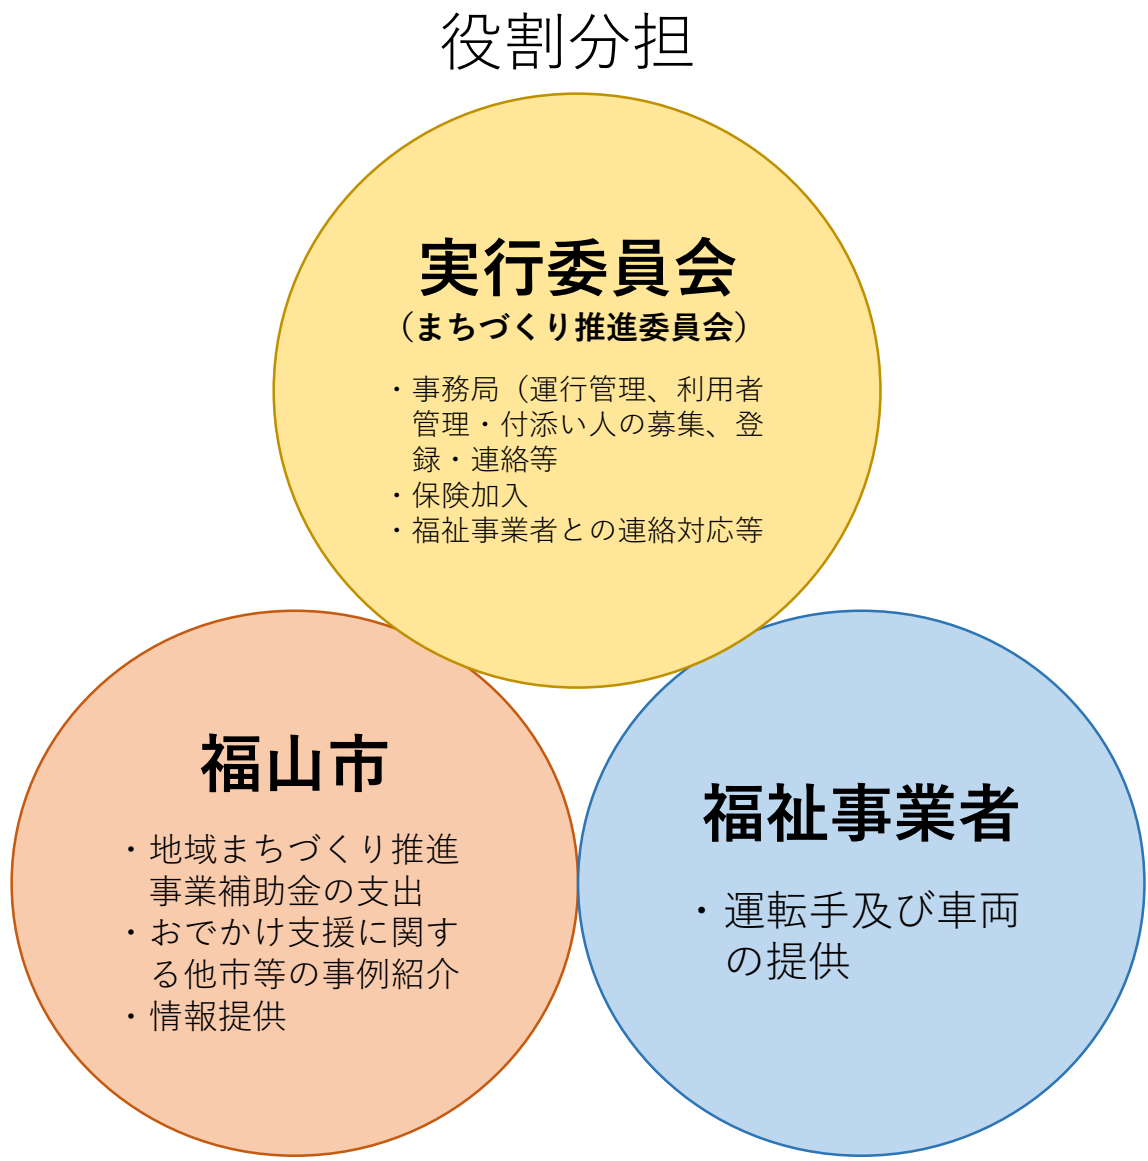 役割分担
実行委員会
（まちづくり推進委員会）
・事務局（運行管理、利用者
管理・付添い人の募集、登
録・連絡等
・保険加入
・福祉事業者との連絡対応等
福山市
・地域まちづくり推進
事業補助金の支出
・おでかけ支援に関す
る他市等の事例紹介
・情報提供
福祉事業者
・運転手及び車両
の提供